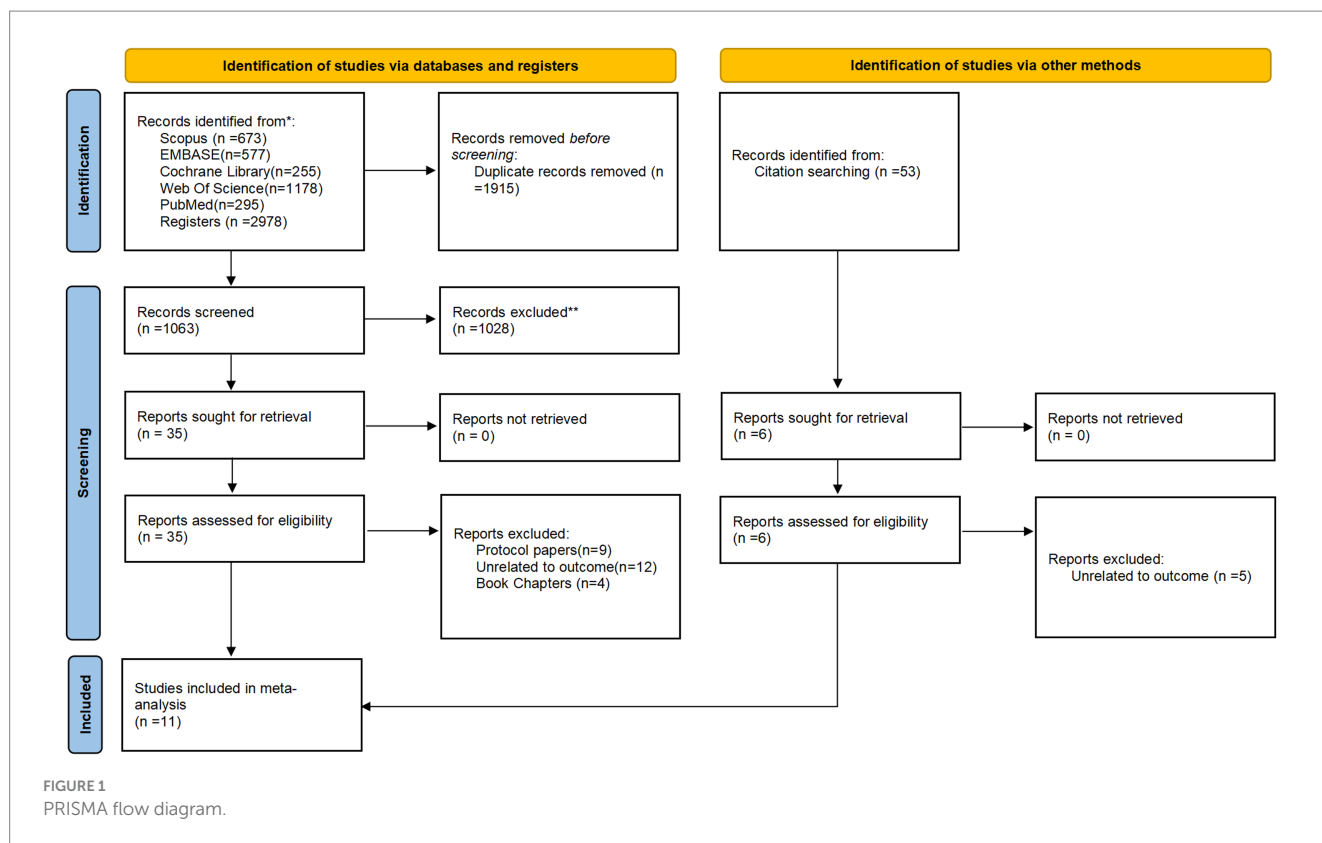 Identification of studies via databases and registers
Identification of studies via other methods
Identification
Records identified from*:
Scopus (n =673)
EMBASE(n=577)
Cochrane Library(n=255)
Web Of Science(n=1178)
PubMed(n=295)
Registers (n =2978)
Records removed before
screening:
Duplicate records removed (n
=1915)
Records identified from:
Citation searching (n =53)
Screening
Records screened
(n =1063)
Records excluded**
(n =1028)
Reports sought for retrieval
(n = 35)
Reports not retrieved
(n = 0)
Reports sought for retrieval
(n =6)
Reports not retrieved
(n = 0)
Reports assessed for eligibility
(n = 35)
Reports excluded:
Protocol papers(n=9)
Unrelated to outcome(n=12)
Book Chapters (n=4)
Reports assessed for eligibility
(n =6)
Reports excluded:
Unrelated to outcome (n =5)
Included
Studies included in meta-
analysis
(n =11)
FIGURE 1
PRISMA flow diagram.